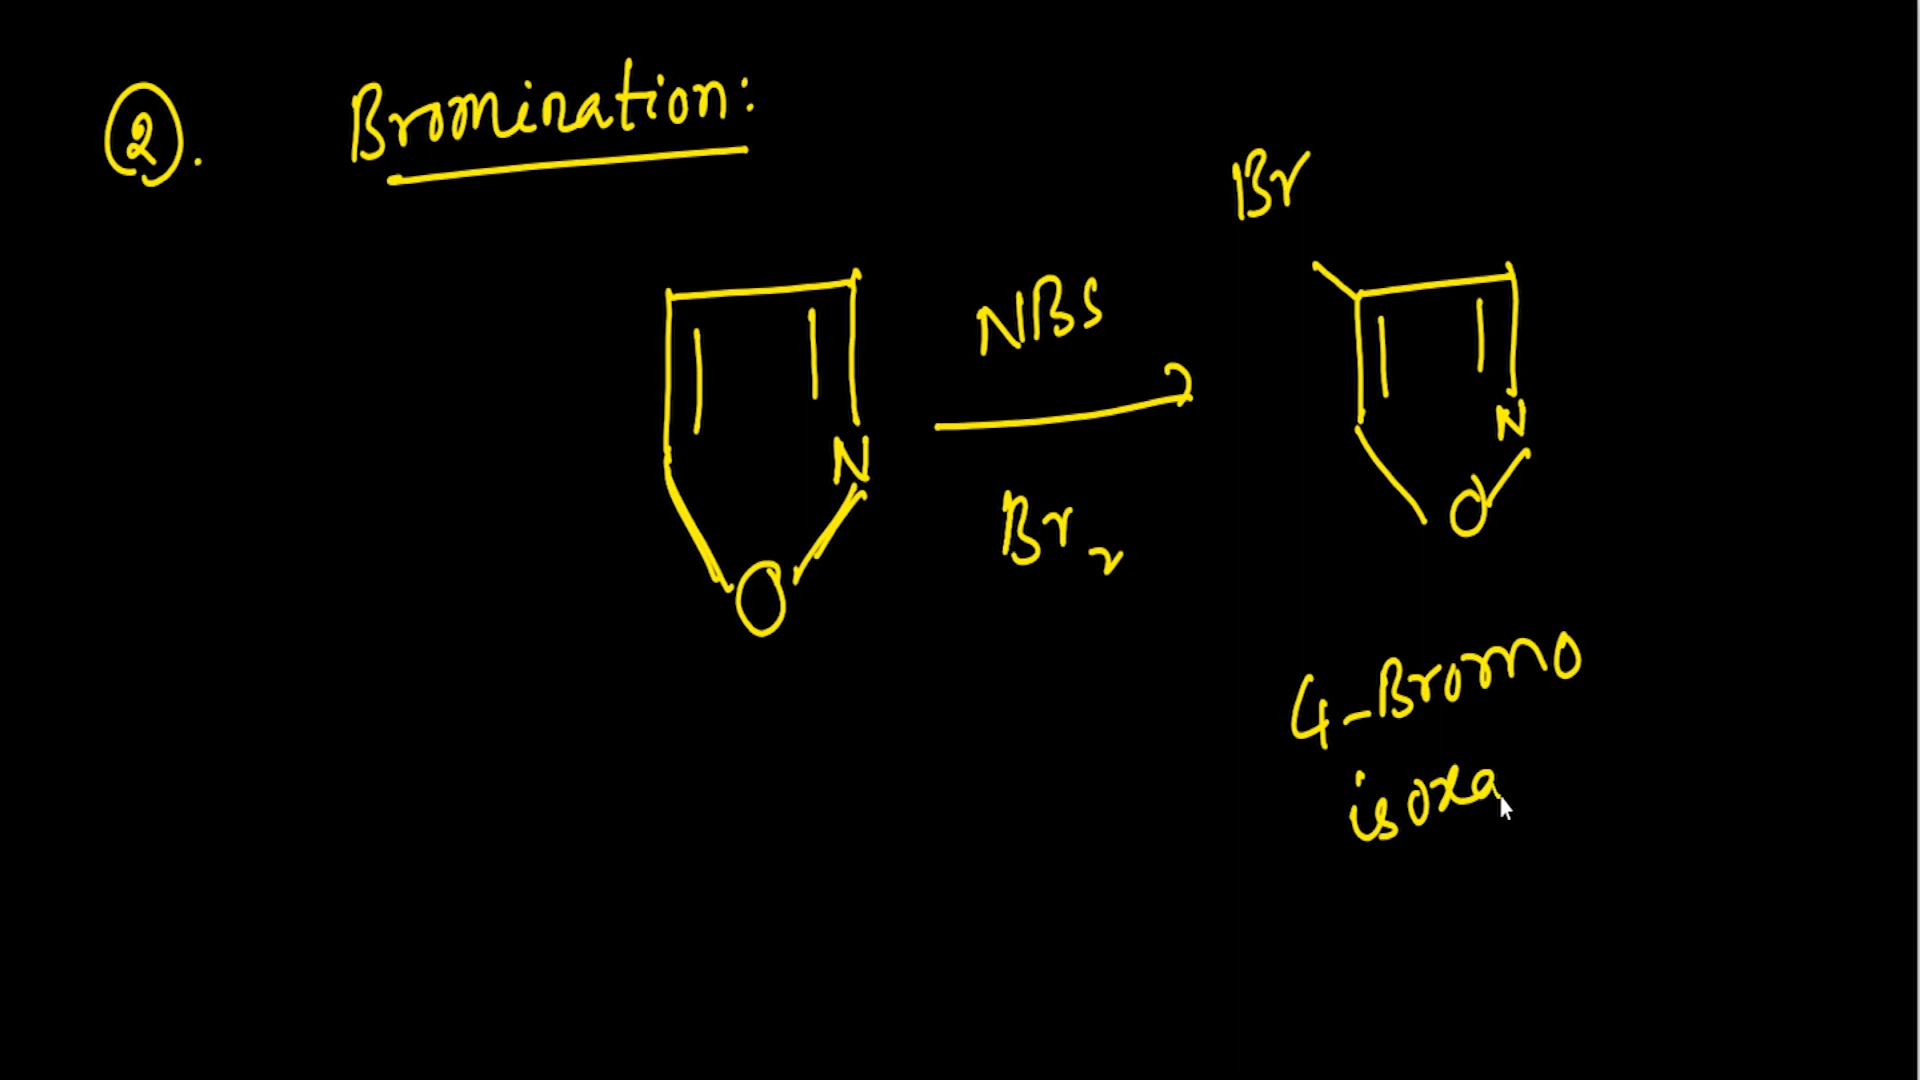 2. Bromination:
Br
NBS
N
N
O
Br2
O
4-Bromo
isoxa